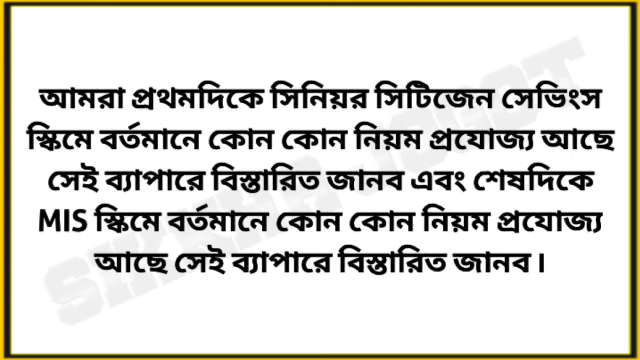 আমরা প্রথমদিকে সিনিয়র সিটিজেন সেভিংস
স্কিমে বর্তমানে কোন কোন নিয়ম প্রযোজ্য আছে
সেই ব্যাপারে বিস্তারিত জানব এবং শেষদিকে
MIS স্কিমে বর্তমানে কোন কোন নিয়ম প্রযোজ্য
আছে সেই ব্যাপারে বিস্তারিত জানব ।